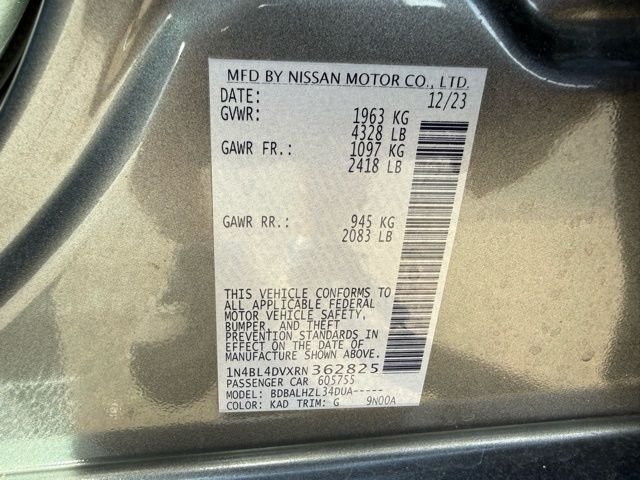 MFD BY NISSAN MOTOR CO., LTD.
DATE: 12/23
GVWR: 1963 KG
4328 LB
GAWR FR.: 1097 KG
2418 LB
GAWR RR.: 945 KG
2083 LB
THIS VEHICLE CONFORMS TO
ALL APPLICABLE FEDERAL
MOTOR VEHICLE SAFETY,
BUMPER, AND THEFT
PREVENTION STANDARDS IN
EFFECT ON THE DATE OF
MANUFACTURE SHOWN ABOVE.
1N4BL4DVXRN362825
PASSENGER CAR 605755
MODEL: BDBALHZL34DUA-----
COLOR: KAD TRIM: G 9N00A